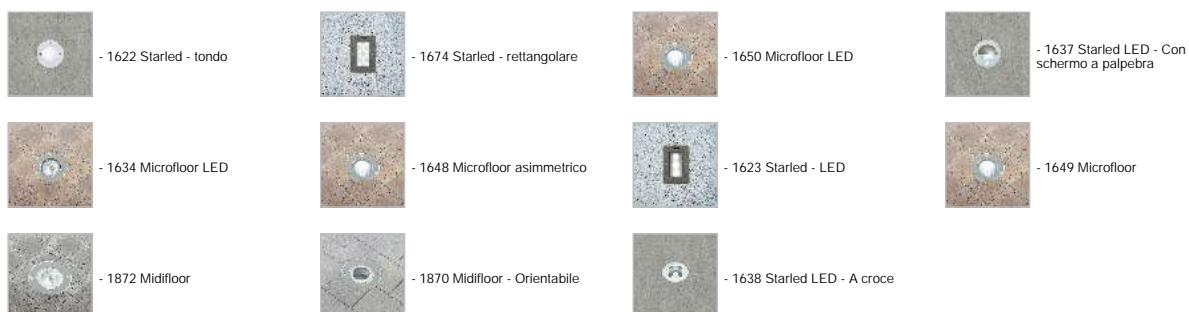 - 1622 Starled - tondo
- 1674 Starled - rettangolare
- 1650 Microfloor LED
- 1637 Starled LED - Con
schermo a palpebra
- 1634 Microfloor LED
- 1648 Microfloor asimmetrico
- 1623 Starled - LED
- 1649 Microfloor
- 1872 Midifloor
- 1870 Midifloor - Orientabile
- 1638 Starled LED - A croce